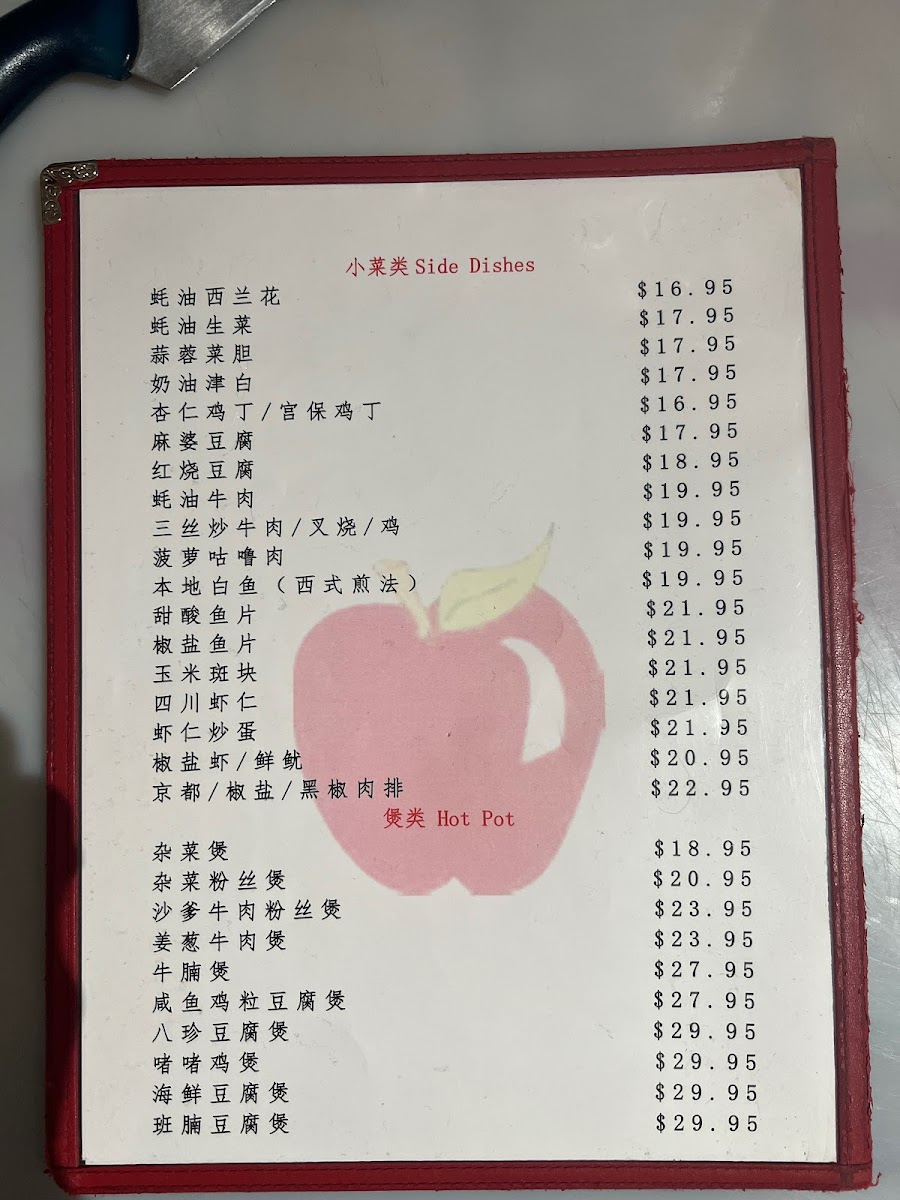 小菜类 Side Dishes
蚝油西兰花 $16.95
蚝油生菜 $17.95
蒜蓉菜胆 $17.95
奶油津白 $17.95
杏仁鸡丁/宫保鸡丁 $16.95
麻婆豆腐 $17.95
红烧豆腐 $18.95
蚝油牛肉 $19.95
三丝炒牛肉/叉烧/鸡 $19.95
菠萝咕噜肉 $19.95
本地白鱼（西式煎法） $19.95
甜酸鱼片 $21.95
椒盐鱼片 $21.95
玉米斑块 $21.95
四川虾仁 $21.95
虾仁炒蛋 $21.95
椒盐虾/鲜鱿 $20.95
京都/椒盐/黑椒肉排 $22.95
煲类 Hot Pot
杂菜煲 $18.95
杂菜粉丝煲 $20.95
沙爹牛肉粉丝煲 $23.95
姜葱牛肉煲 $23.95
牛腩煲 $27.95
咸鱼鸡粒豆腐煲 $27.95
八珍豆腐煲 $29.95
啫啫鸡煲 $29.95
海鲜豆腐煲 $29.95
班腩豆腐煲 $29.95